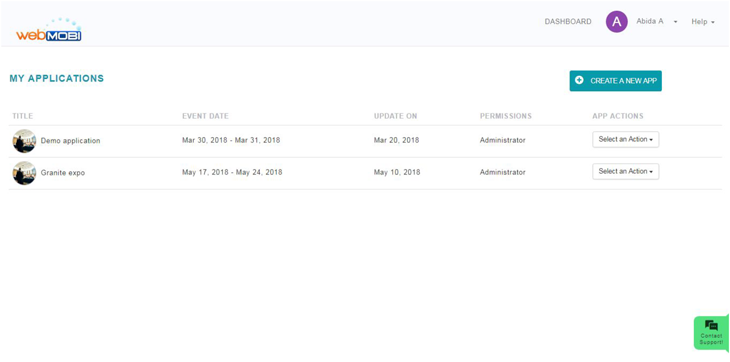 webMOBI
DASHBOARD A Abida A Help
MY APPLICATIONS
CREATE A NEW APP
TITLE EVENT DATE UPDATE ON PERMISSIONS APP ACTIONS
Demo application Mar 30, 2018 - Mar 31, 2018 Mar 20, 2018 Administrator Select an Action
Granite expo May 17, 2018 - May 24, 2018 May 10, 2018 Administrator Select an Action
Contact
Support!